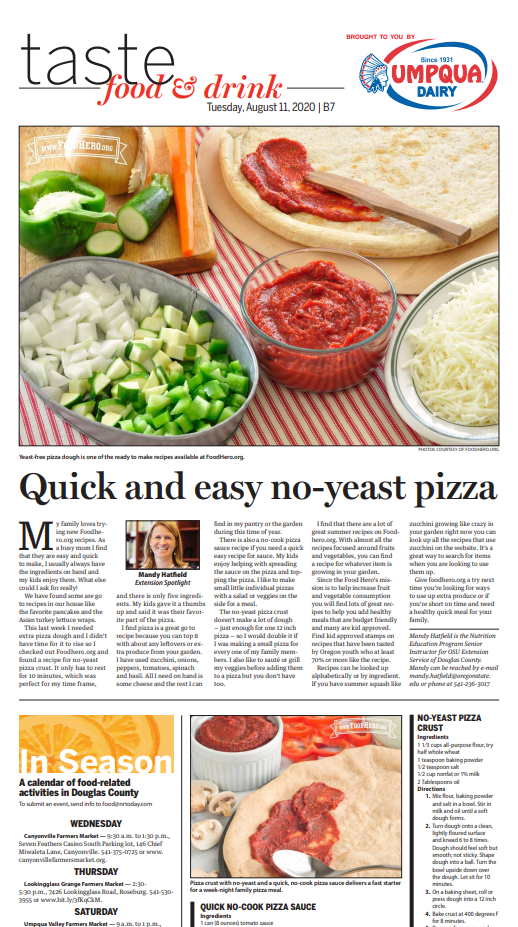 BROUGHT TO YOU BY
taste
food & drink
Since 1931
UMPQUA
DAIRY
Tuesday, August 11, 2020 | B7
www.FoodHero.org
PHOTOS COURTESY OF FOODHERO.ORG
Yeast-free pizza dough is one of the ready to make recipes available at FoodHero.org.
Quick and easy no-yeast pizza
My family loves try-
ing new Foodhe-
ro.org recipes. As
a busy mom I find
that they are easy and quick
to make, I usually always have
the ingredients on hand and
my kids enjoy them. What else
could I ask for really!
We have found some are go
to recipes in our house like
the favorite pancakes and the
Asian turkey lettuce wraps.
This last week I needed
extra pizza dough and I didn't
have time for it to rise so I
checked out Foodhero.org and
found a recipe for no-yeast
pizza crust. It only has to rest
for 10 minutes, which was
perfect for my time frame,
Mandy Hatfield
Extension Spotlight
and there is only five ingredi-
ents. My kids gave it a thumbs
up and said it was their favor-
ite part of the pizza.
I find pizza is a great go to
recipe because you can top it
with about any leftovers or ex-
tra produce from your garden.
I have used zucchini, onions,
peppers, tomatoes, spinach
and basil. All I need on hand is
some cheese and the rest I can
find in my pantry or the garden
during this time of year.
There is also a no-cook pizza
sauce recipe if you need a quick
easy recipe for sauce. My kids
enjoy helping with spreading
the sauce on the pizza and top-
ping the pizza. I like to make
small little individual pizzas
with a salad or veggies on the
side for a meal.
The no-yeast pizza crust
doesn't make a lot of dough
— just enough for one 12 inch
pizza — so I would double it if
I was making a small pizza for
every one of my family mem-
bers. I also like to sauté or grill
my veggies before adding them
to a pizza but you don't have
too.
I find that there are a lot of
great summer recipes on Food-
hero.org. With almost all the
recipes focused around fruits
and vegetables, you can find
a recipe for whatever item is
growing in your garden.
Since the Food Hero's mis-
sion is to help increase fruit
and vegetable consumption
you will find lots of great rec-
ipes to help you add healthy
meals that are budget friendly
and many are kid approved.
Find kid approved stamps on
recipes that have been tasted
by Oregon youth who at least
70% or more like the recipe.
Recipes can be looked up
alphabetically or by ingredient.
If you have summer squash like
zucchini growing like crazy in
your garden right now you can
look up all the recipes that use
zucchini on the website. It's a
great way to search for items
when you are looking to use
them up.
Give foodhero.org a try next
time you're looking for ways
to use up extra produce or if
you're short on time and need
a healthy quick meal for your
family.
Mandy Hatfield is the Nutrition
Education Program Senior
Instructor for OSU Extension
Service of Douglas County.
Mandy can be reached by e-mail
mandy.hatfield@oregonstate.
edu or phone at 541-236-3017
In Season
A calendar of food-related
activities in Douglas County
To submit an event, send info to food@nrtoday.com
WEDNESDAY
Canyonville Farmers Market — 9:30 a.m. to 1:30 p.m.,
Seven Feathers Casino South Parking lot, 146 Chief
Miwaleta Lane, Canyonville. 541-375-0725 or www.
canyonvillefarmersmarket.org.
THURSDAY
Lookingglass Grange Farmers Market — 2:30-
5:30 p.m., 7426 Lookingglass Road, Roseburg. 541-530-
3955 or www.bit.ly/3fKqCkM.
SATURDAY
Umpqua Valley Farmers Market — 9 a.m. to 1 p.m.,
www.FoodHero.org
Pizza crust with no-yeast and a quick, no-cook pizza sauce delivers a fast starter
for a week-night family pizza meal.
QUICK NO-COOK PIZZA SAUCE
Ingredients
1 can (8 ounces) tomato sauce
NO-YEAST PIZZA
CRUST
Ingredients
1 1/3 cups all-purpose flour, try
half whole wheat
1 teaspoon baking powder
1/2 teaspoon salt
1/2 cup nonfat or 1% milk
2 Tablespoons oil
Directions
1. Mix flour, baking powder
and salt in a bowl. Stir in
milk and oil until a soft
dough forms.
2. Turn dough onto a clean,
lightly floured surface
and knead 6 to 8 times.
Dough should feel soft but
smooth; not sticky. Shape
dough into a ball. Turn the
bowl upside down over
the dough. Let sit for 10
minutes.
3. On a baking sheet, roll or
press dough into a 12 inch
circle.
4. Bake crust at 400 degrees F
for 8 minutes.